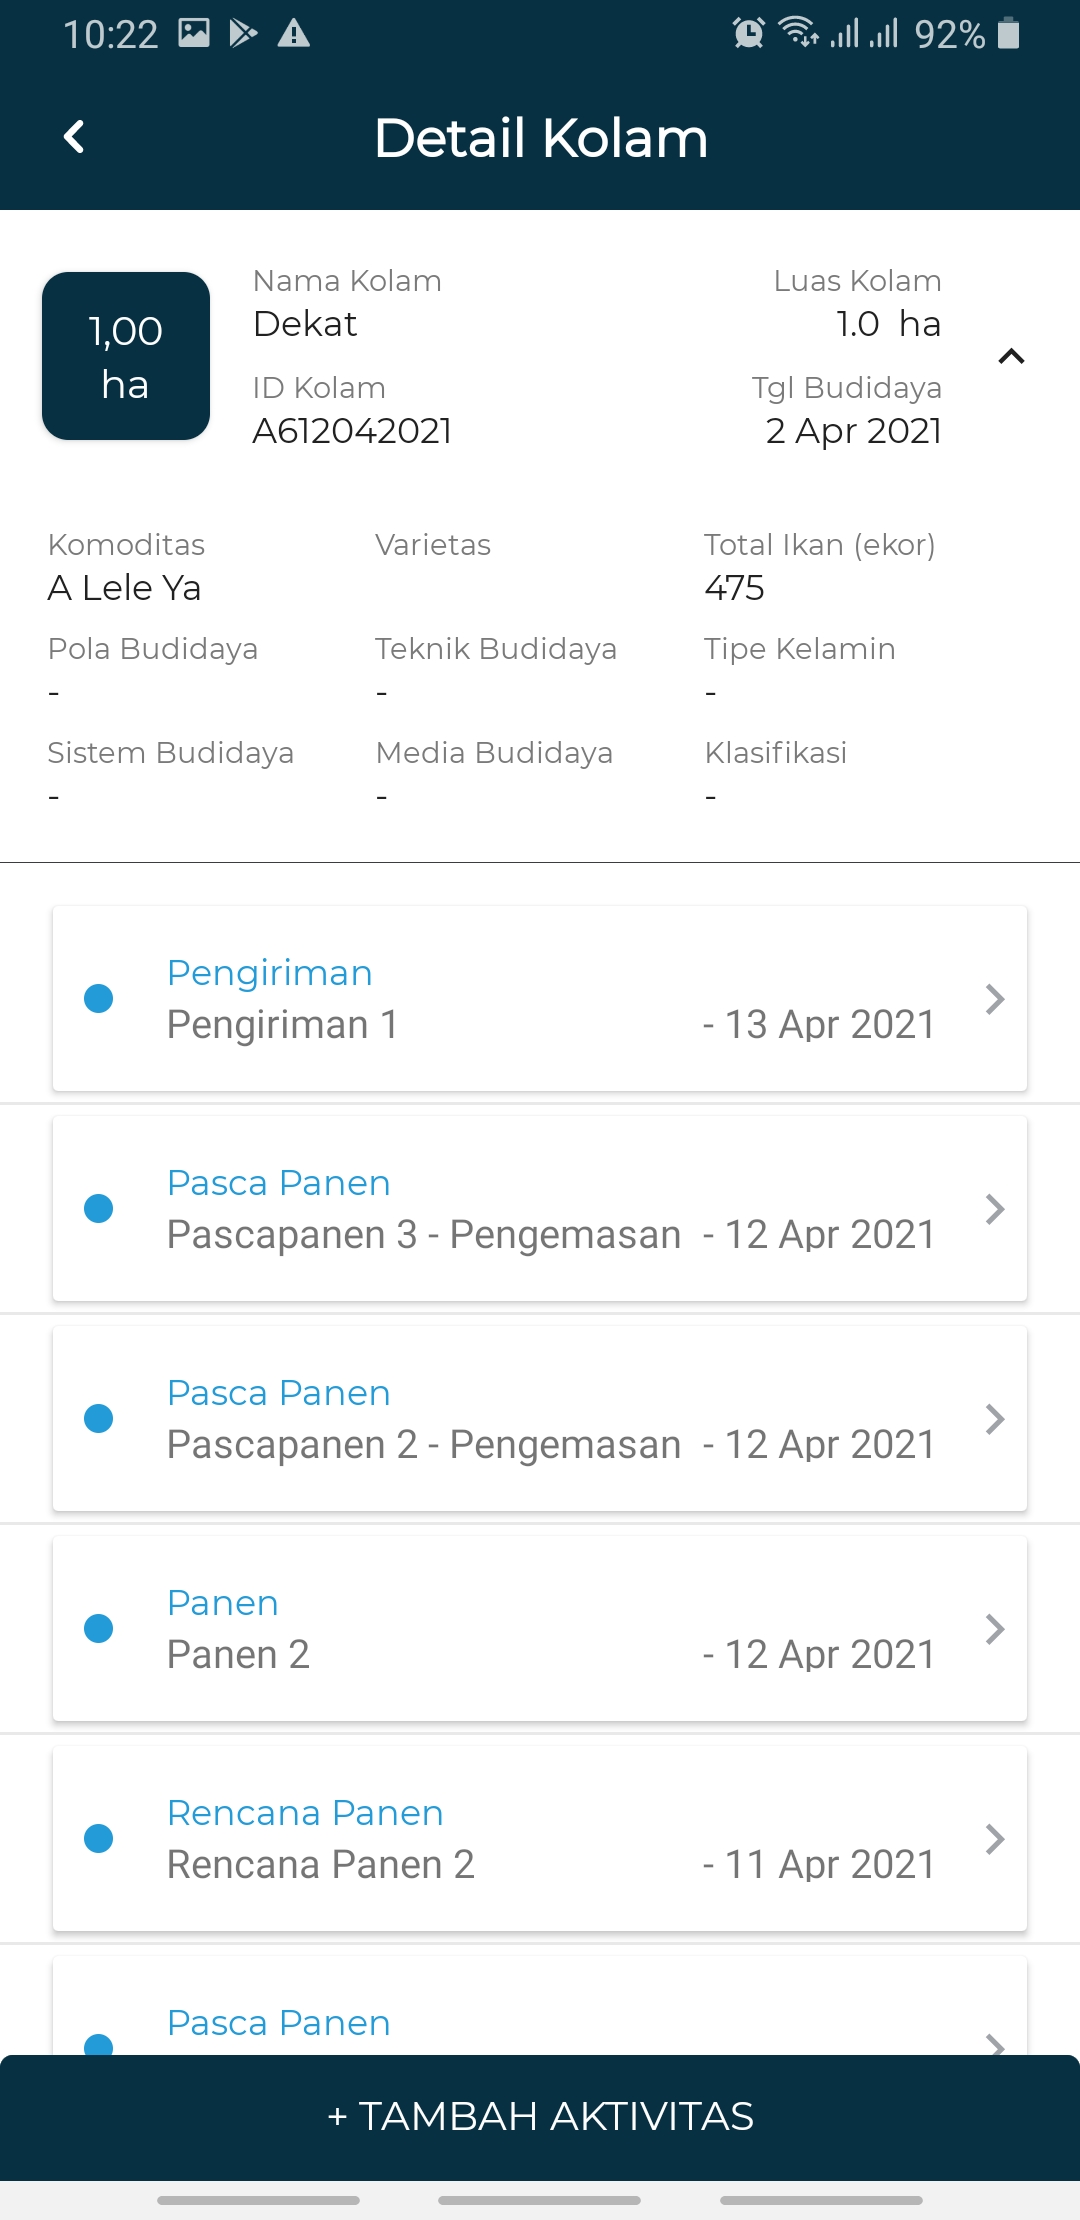 10:22 92%
Detail Kolam
1,00
ha
Nama Kolam
Dekat
Luas Kolam
1.0 ha
ID Kolam
A612042021
Tgl Budidaya
2 Apr 2021
Komoditas
A Lele Ya
Varietas
Total Ikan (ekor)
475
Pola Budidaya
-
Teknik Budidaya
-
Tipe Kelamin
-
Sistem Budidaya
-
Media Budidaya
-
Klasifikasi
-
Pengiriman
Pengiriman 1 - 13 Apr 2021
Pasca Panen
Pascapanen 3 - Pengemasan - 12 Apr 2021
Pasca Panen
Pascapanen 2 - Pengemasan - 12 Apr 2021
Panen
Panen 2 - 12 Apr 2021
Rencana Panen
Rencana Panen 2 - 11 Apr 2021
Pasca Panen
+ TAMBAH AKTIVITAS